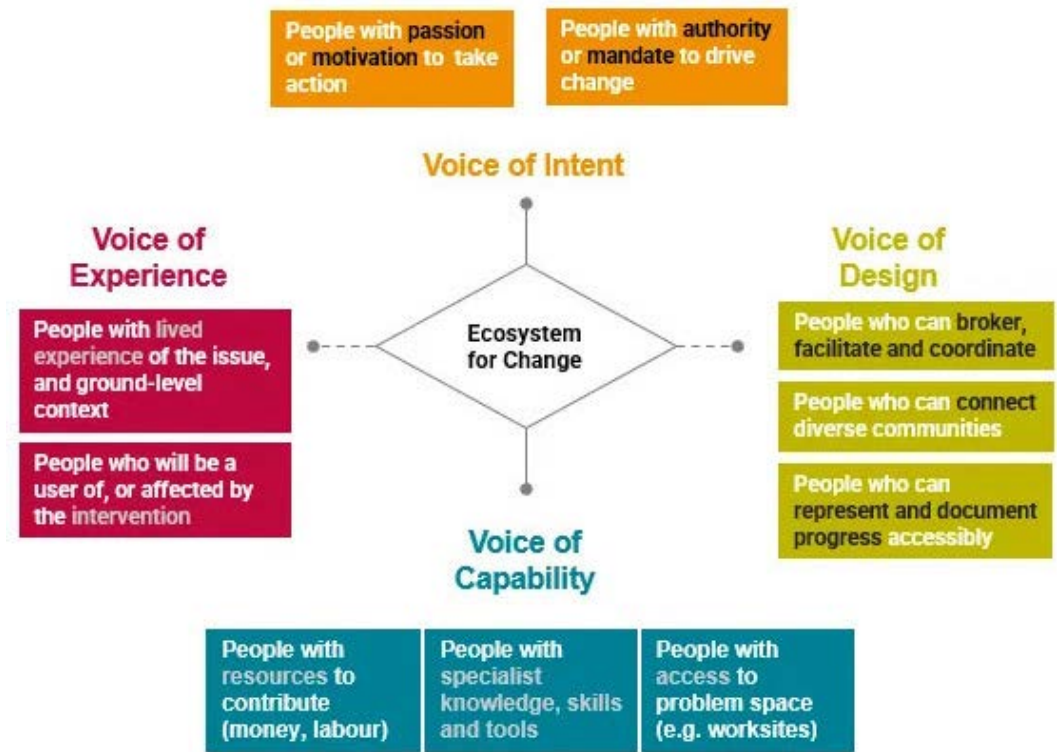 People with passion
or motivation to take
action
People with authority
or mandate to drive
change
Voice of Intent
Voice of
Experience
People with lived
experience of the issue,
and ground-level
context
People who will be a
user of, or affected by
the intervention
Ecosystem
for Change
Voice of
Design
People who can broker,
facilitate and coordinate
People who can connect
diverse communities
People who can
represent and document
progress accessibly
Voice of
Capability
People with
resources to
contribute
(money, labour)
People with
specialist
knowledge, skills
and tools
People with
access to
problem space
(e.g. worksites)